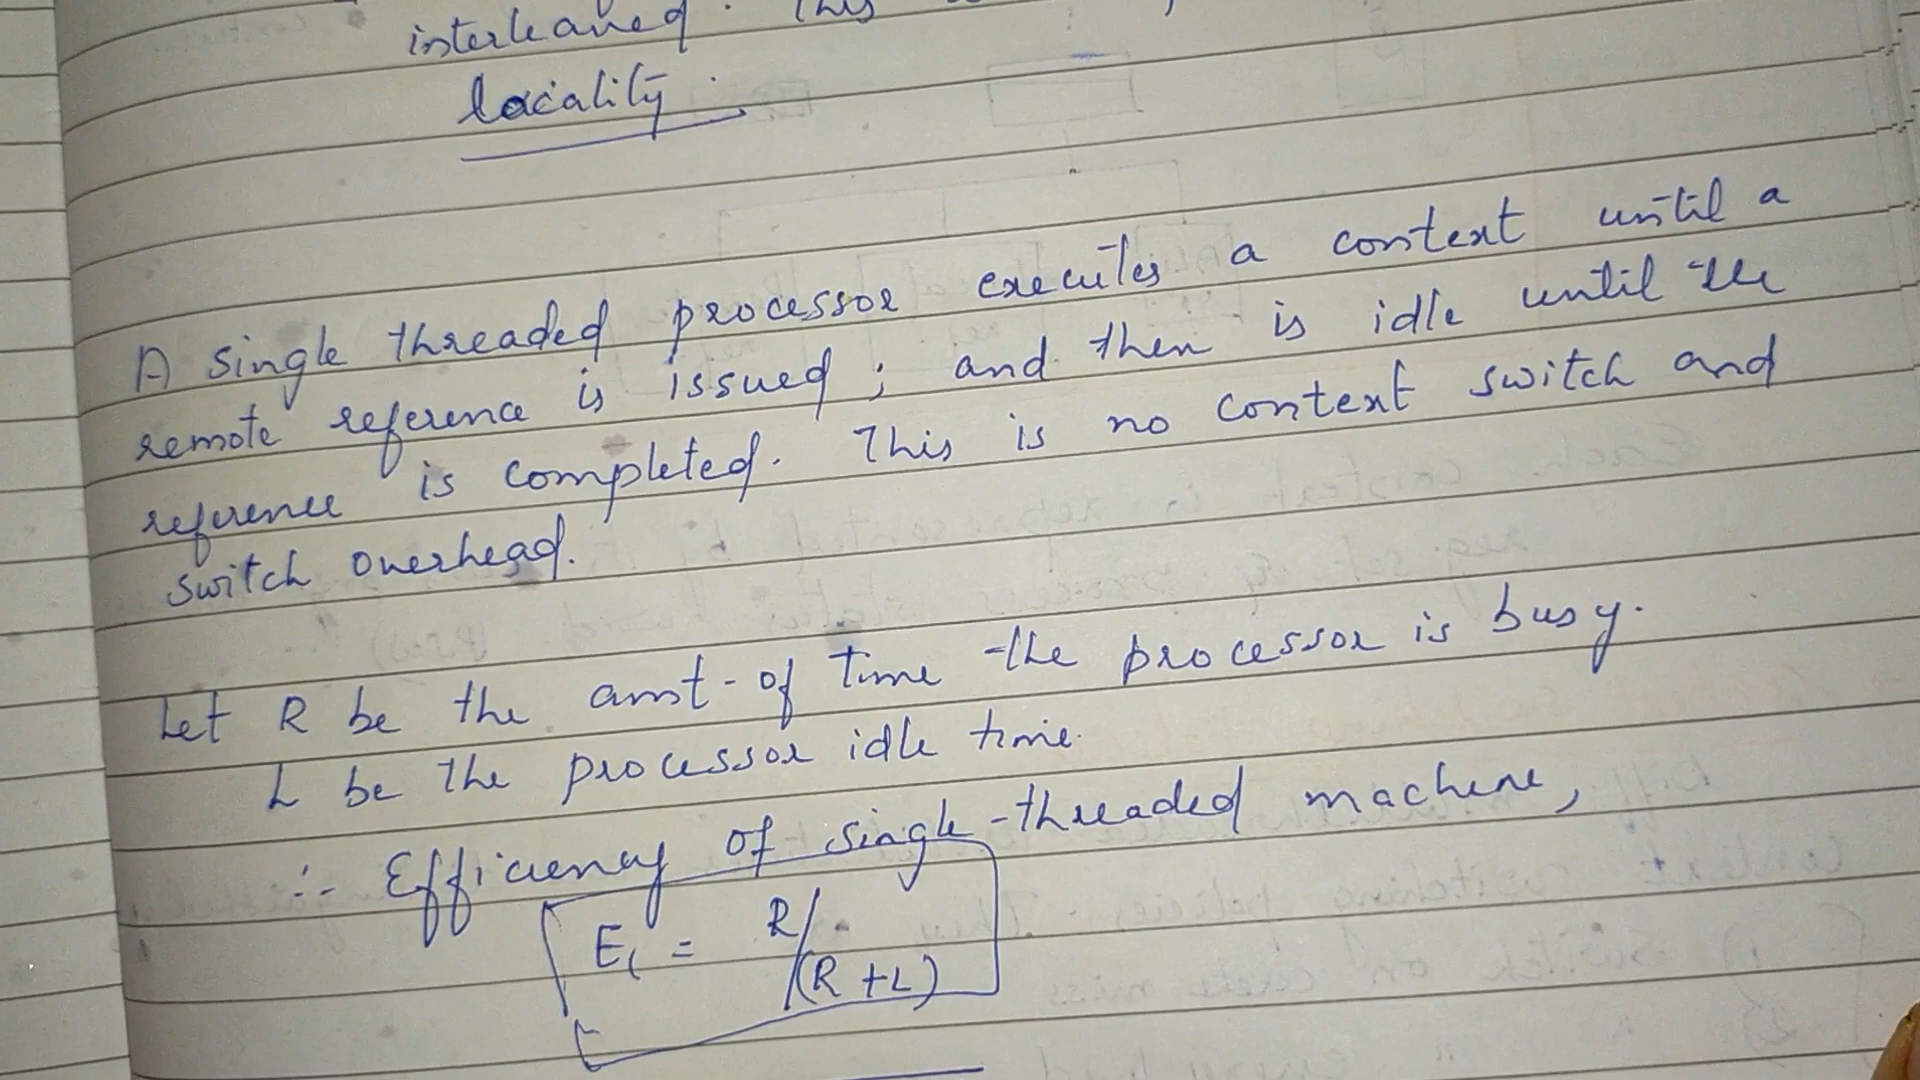 interleaved. This
locality.
A single threaded processor executes a context until a
remote reference is issued; and then is idle until the
reference is completed. This is no context switch and
switch overhead.
Let R be the amt. of time the processor is busy.
L be the processor idle time.
∴ Efficiency of single-threaded machine,
E1 = R/(R+L)